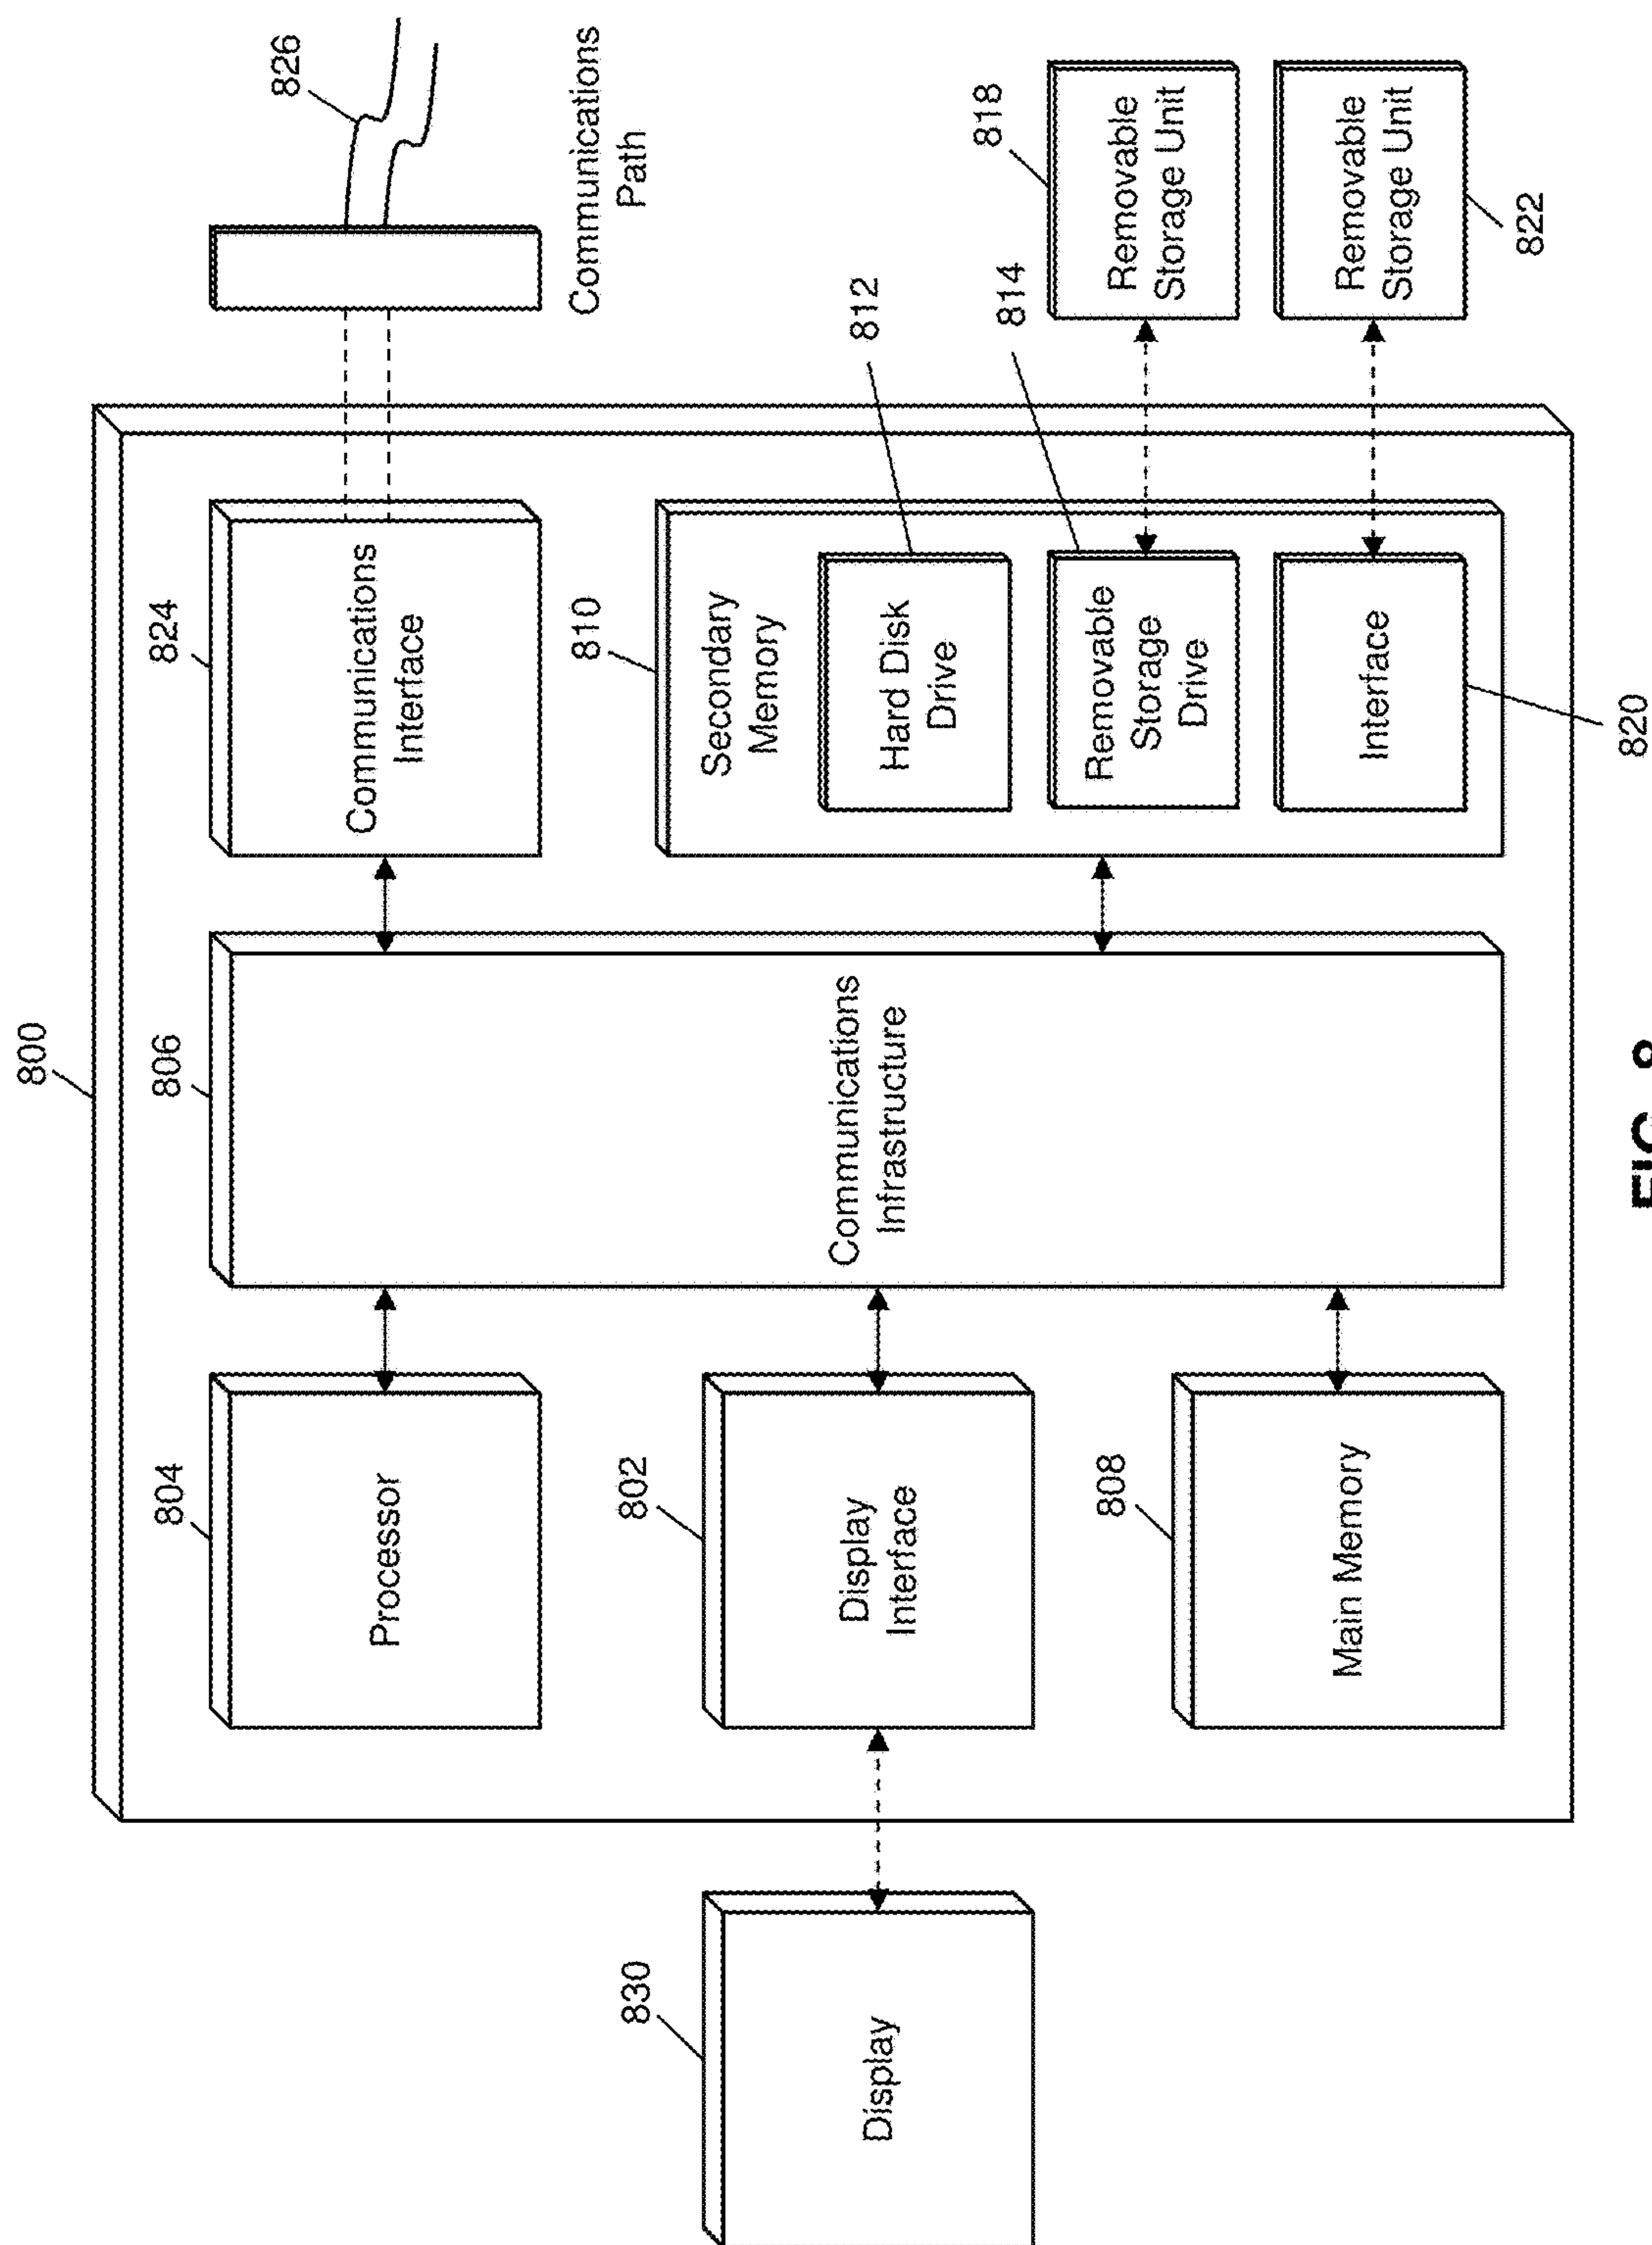 800
804
Processor
802
Display
Interface
808
Main Memory
830
Display
806
Communications
Infrastructure
824
Communications
Interface
810
Secondary
Memory
Hard Disk
Drive
812
Removable
Storage
Drive
814
Interface
820
826
Communications
Path
818
Removable
Storage Unit
Removable
Storage Unit
822
FIG. 8